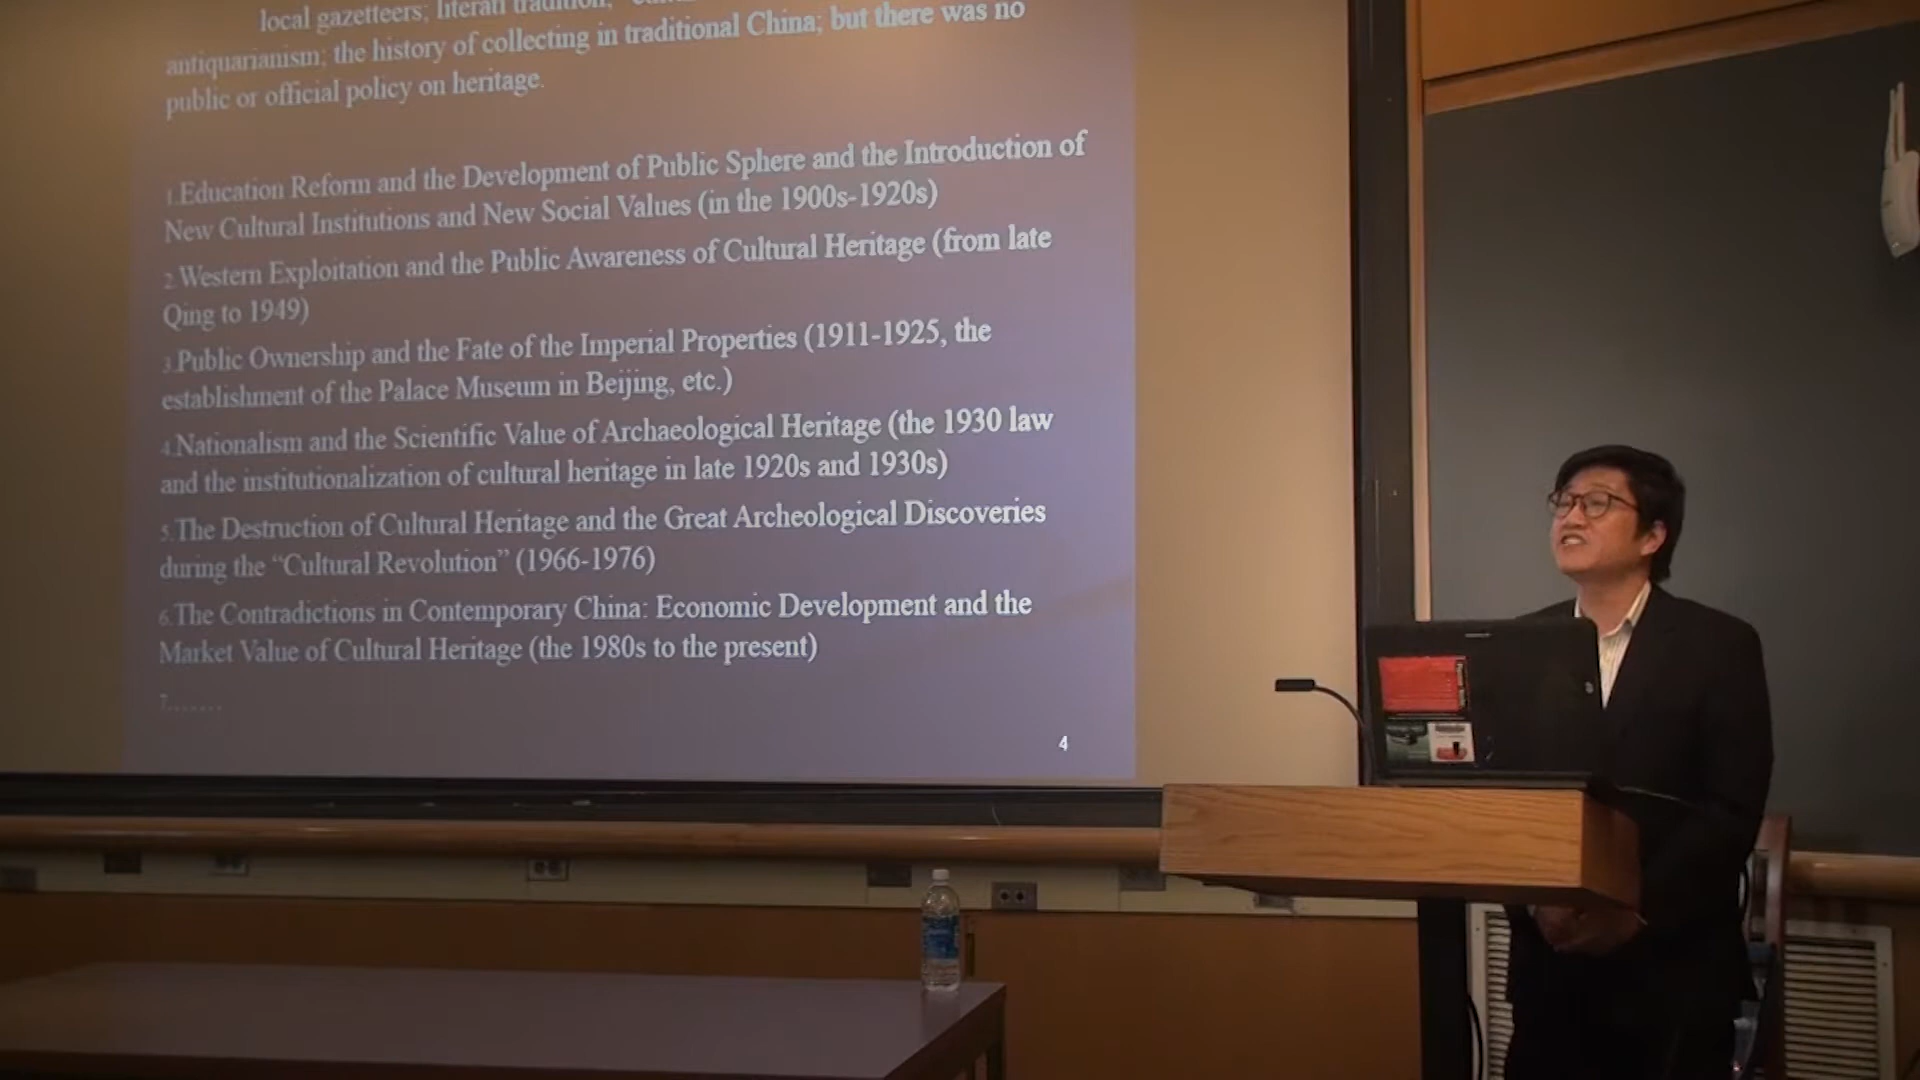 local gazetteers; literati tradition;
antiquarianism; the history of collecting in traditional China; but there was no
public or official policy on heritage.
1.Education Reform and the Development of Public Sphere and the Introduction of
New Cultural Institutions and New Social Values (in the 1900s-1920s)
2.Western Exploitation and the Public Awareness of Cultural Heritage (from late
Qing to 1949)
3.Public Ownership and the Fate of the Imperial Properties (1911-1925, the
establishment of the Palace Museum in Beijing, etc.)
4.Nationalism and the Scientific Value of Archaeological Heritage (the 1930 law
and the institutionalization of cultural heritage in late 1920s and 1930s)
5.The Destruction of Cultural Heritage and the Great Archeological Discoveries
during the “Cultural Revolution” (1966-1976)
6.The Contradictions in Contemporary China: Economic Development and the
Market Value of Cultural Heritage (the 1980s to the present)
7.......
4